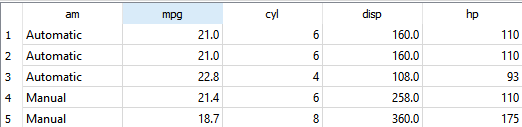 am mpg cyl disp hp
1 Automatic 21.0 6 160.0 110
2 Automatic 21.0 6 160.0 110
3 Automatic 22.8 4 108.0 93
4 Manual 21.4 6 258.0 110
5 Manual 18.7 8 360.0 175